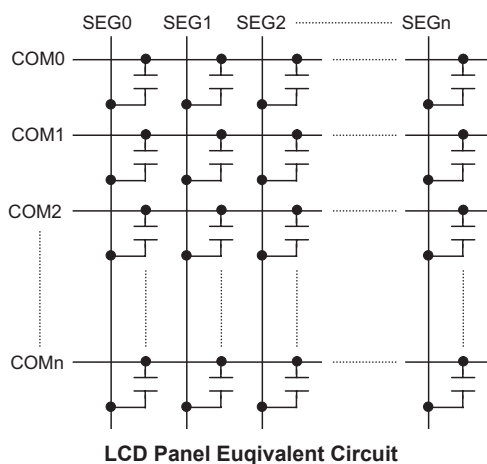 SEG0 SEG1 SEG2 SEGn
COM0
COM1
COM2
COMn
LCD Panel Euqivalent Circuit